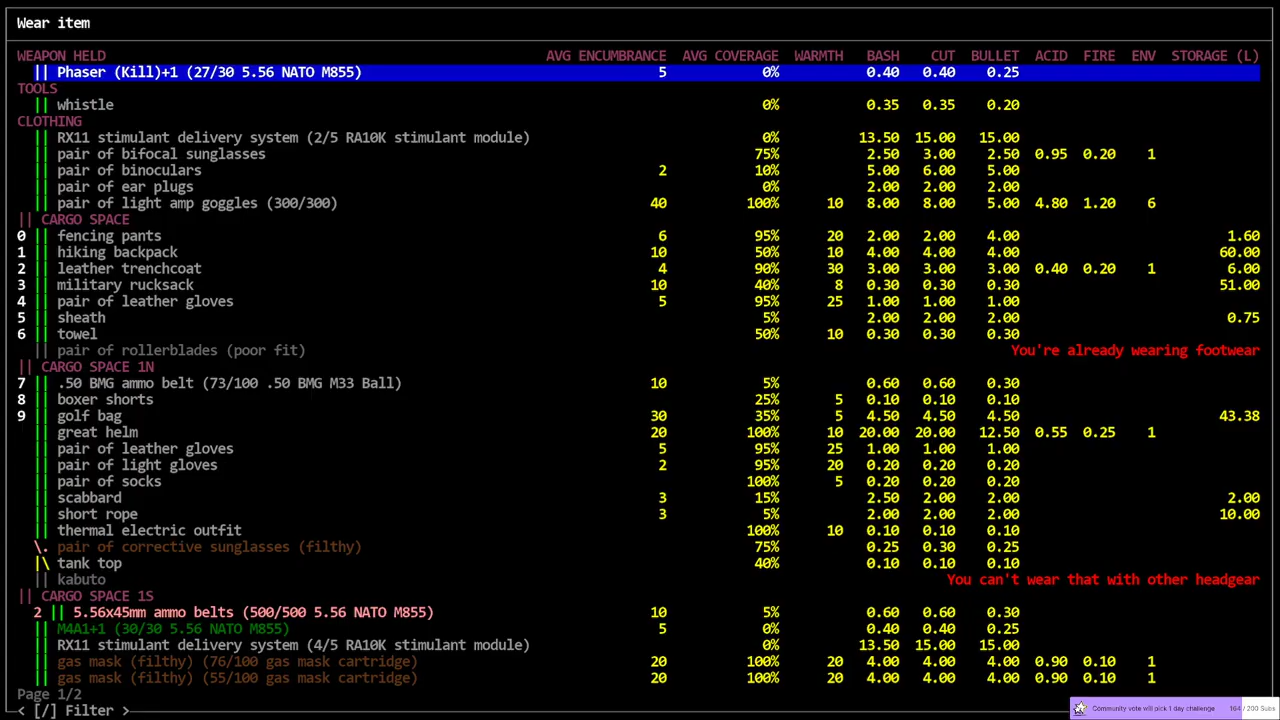 Wear item
WEAPON HELD AVG ENCUMBRANCE AVG COVERAGE WARMTH BASH CUT BULLET ACID FIRE ENV STORAGE (L)
|| Phaser (Kill)+1 (27/30 5.56 NATO M855) 5 0% 0.40 0.40 0.25
TOOLS
|| whistle 0% 0.35 0.35 0.20
CLOTHING
|| RX11 stimulant delivery system (2/5 RA10K stimulant module) 0% 13.50 15.00 15.00
|| pair of bifocal sunglasses 75% 2.50 3.00 2.50 0.95 0.20 1
|| pair of binoculars 2 10% 5.00 6.00 5.00
|| pair of ear plugs 0% 2.00 2.00 2.00
|| pair of light amp goggles (300/300) 40 100% 10 8.00 8.00 5.00 4.80 1.20 6
|| CARGO SPACE
0 || fencing pants 6 95% 20 2.00 2.00 4.00 1.60
1 || hiking backpack 10 50% 10 4.00 4.00 4.00 60.00
2 || leather trenchcoat 4 90% 30 3.00 3.00 3.00 0.40 0.20 1 6.00
3 || military rucksack 10 40% 8 0.30 0.30 0.30 51.00
4 || pair of leather gloves 5 95% 25 1.00 1.00 1.00
5 || sheath 5% 2.00 2.00 2.00 0.75
6 || towel 50% 10 0.30 0.30 0.30
|| pair of rollerblades (poor fit) You're already wearing footwear
|| CARGO SPACE 1N
7 || .50 BMG ammo belt (73/100 .50 BMG M33 Ball) 10 5% 0.60 0.60 0.30
8 || boxer shorts 25% 5 0.10 0.10 0.10
9 || golf bag 30 35% 5 4.50 4.50 4.50 43.38
|| great helm 20 100% 10 20.00 20.00 12.50 0.55 0.25 1
|| pair of leather gloves 5 95% 25 1.00 1.00 1.00
|| pair of light gloves 2 95% 20 0.20 0.20 0.20
|| pair of socks 100% 5 0.20 0.20 0.20
|| scabbard 3 15% 2.50 2.00 2.00 2.00
|| short rope 3 5% 2.00 2.00 2.00 10.00
|| thermal electric outfit 100% 10 0.10 0.10 0.10
\. pair of corrective sunglasses (filthy) 75% 0.25 0.30 0.25
|\ tank top 40% 0.10 0.10 0.10
|| kabuto You can't wear that with other headgear
|| CARGO SPACE 1S
2 || 5.56x45mm ammo belts (500/500 5.56 NATO M855) 10 5% 0.60 0.60 0.30
|| M4A1+1 (30/30 5.56 NATO M855) 5 0% 0.40 0.40 0.25
|| RX11 stimulant delivery system (4/5 RA10K stimulant module) 0% 13.50 15.00 15.00
|| gas mask (filthy) (76/100 gas mask cartridge) 20 100% 20 4.00 4.00 4.00 0.90 0.10 1
|| gas mask (filthy) (55/100 gas mask cartridge) 20 100% 20 4.00 4.00 4.00 0.90 0.10 1
Page 1/2
< [/] Filter >
Community vote will pick 1 day challenge 164 / 200 Subs